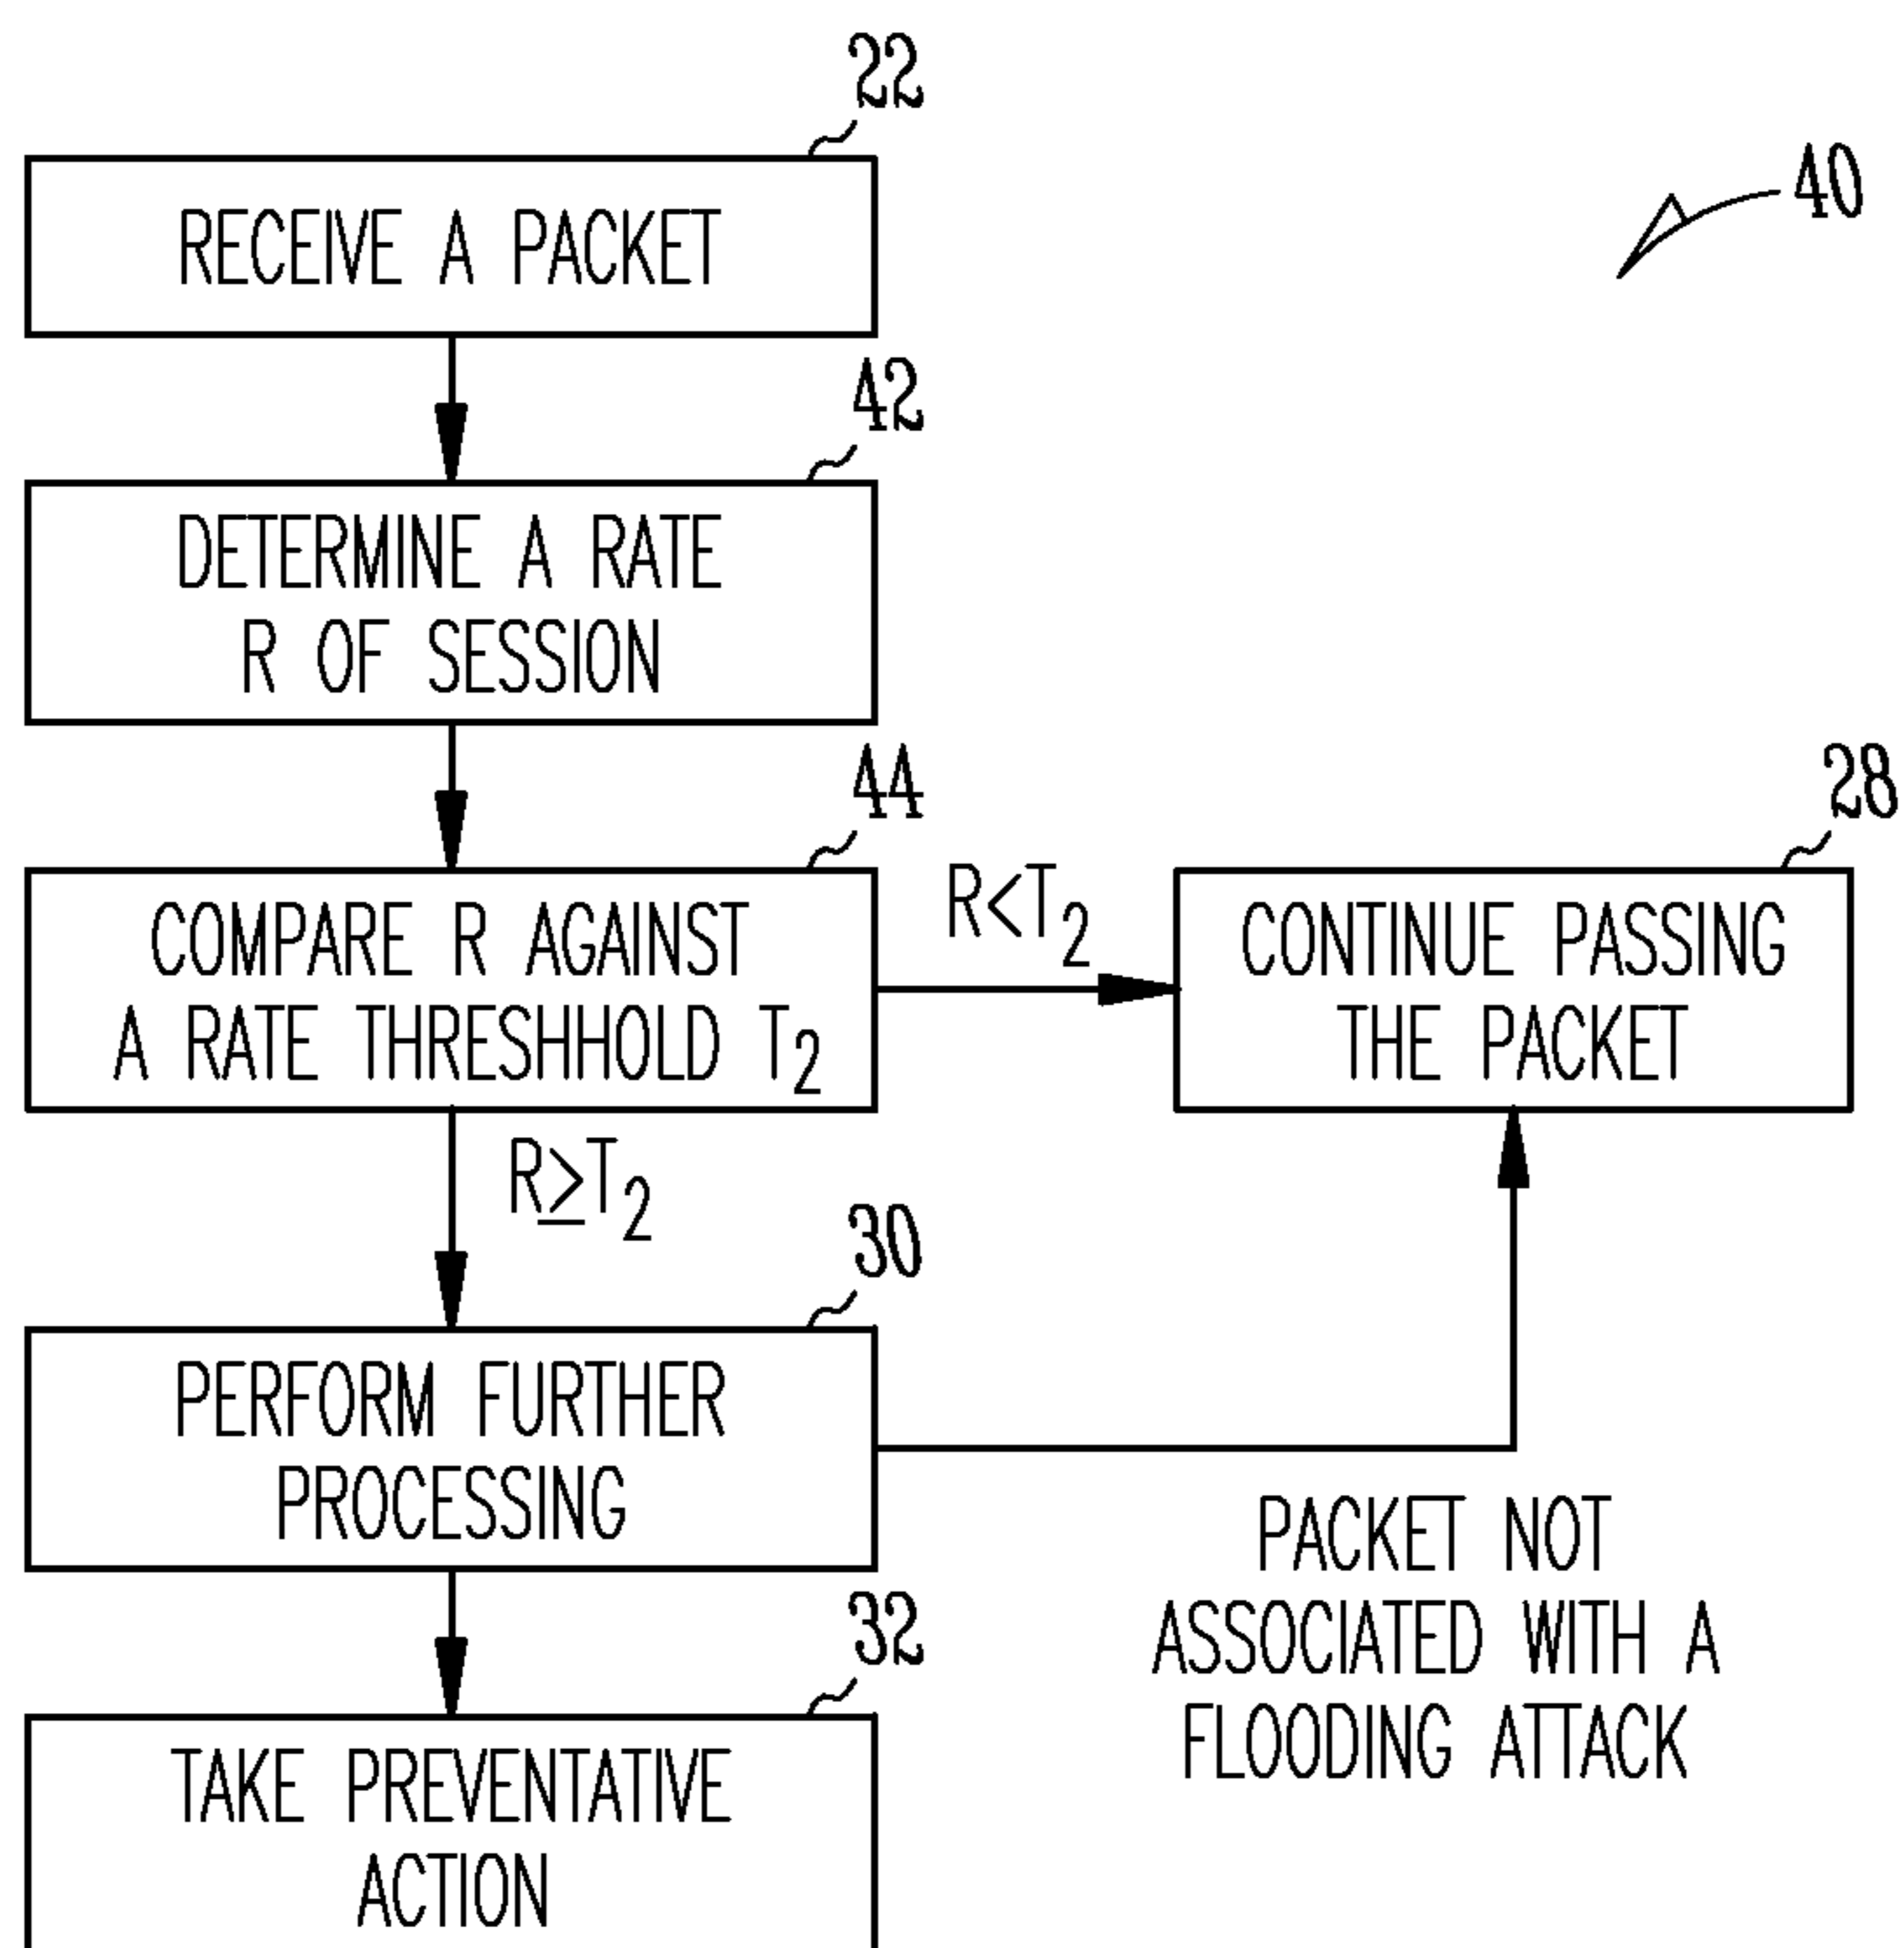 22
RECEIVE A PACKET
40
42
DETERMINE A RATE
R OF SESSION
44
COMPARE R AGAINST
A RATE THRESHHOLD T2
R<T2
28
CONTINUE PASSING
THE PACKET
R≥T2
30
PERFORM FURTHER
PROCESSING
PACKET NOT
ASSOCIATED WITH A
FLOODING ATTACK
32
TAKE PREVENTATIVE
ACTION